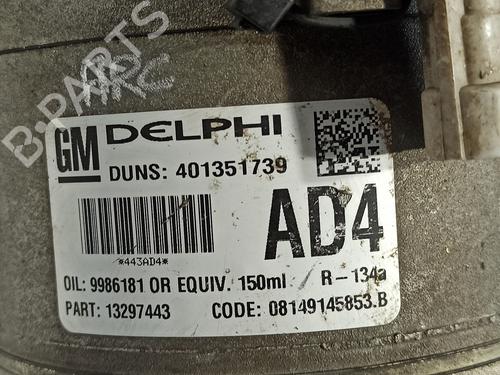 B-PARTS
GM DELPHI
DUNS: 401351739
AD4
*443AD4*
OIL: 9986181 OR EQUIV. 150ml R-134a
PART: 13297443 CODE: 08149145853.B